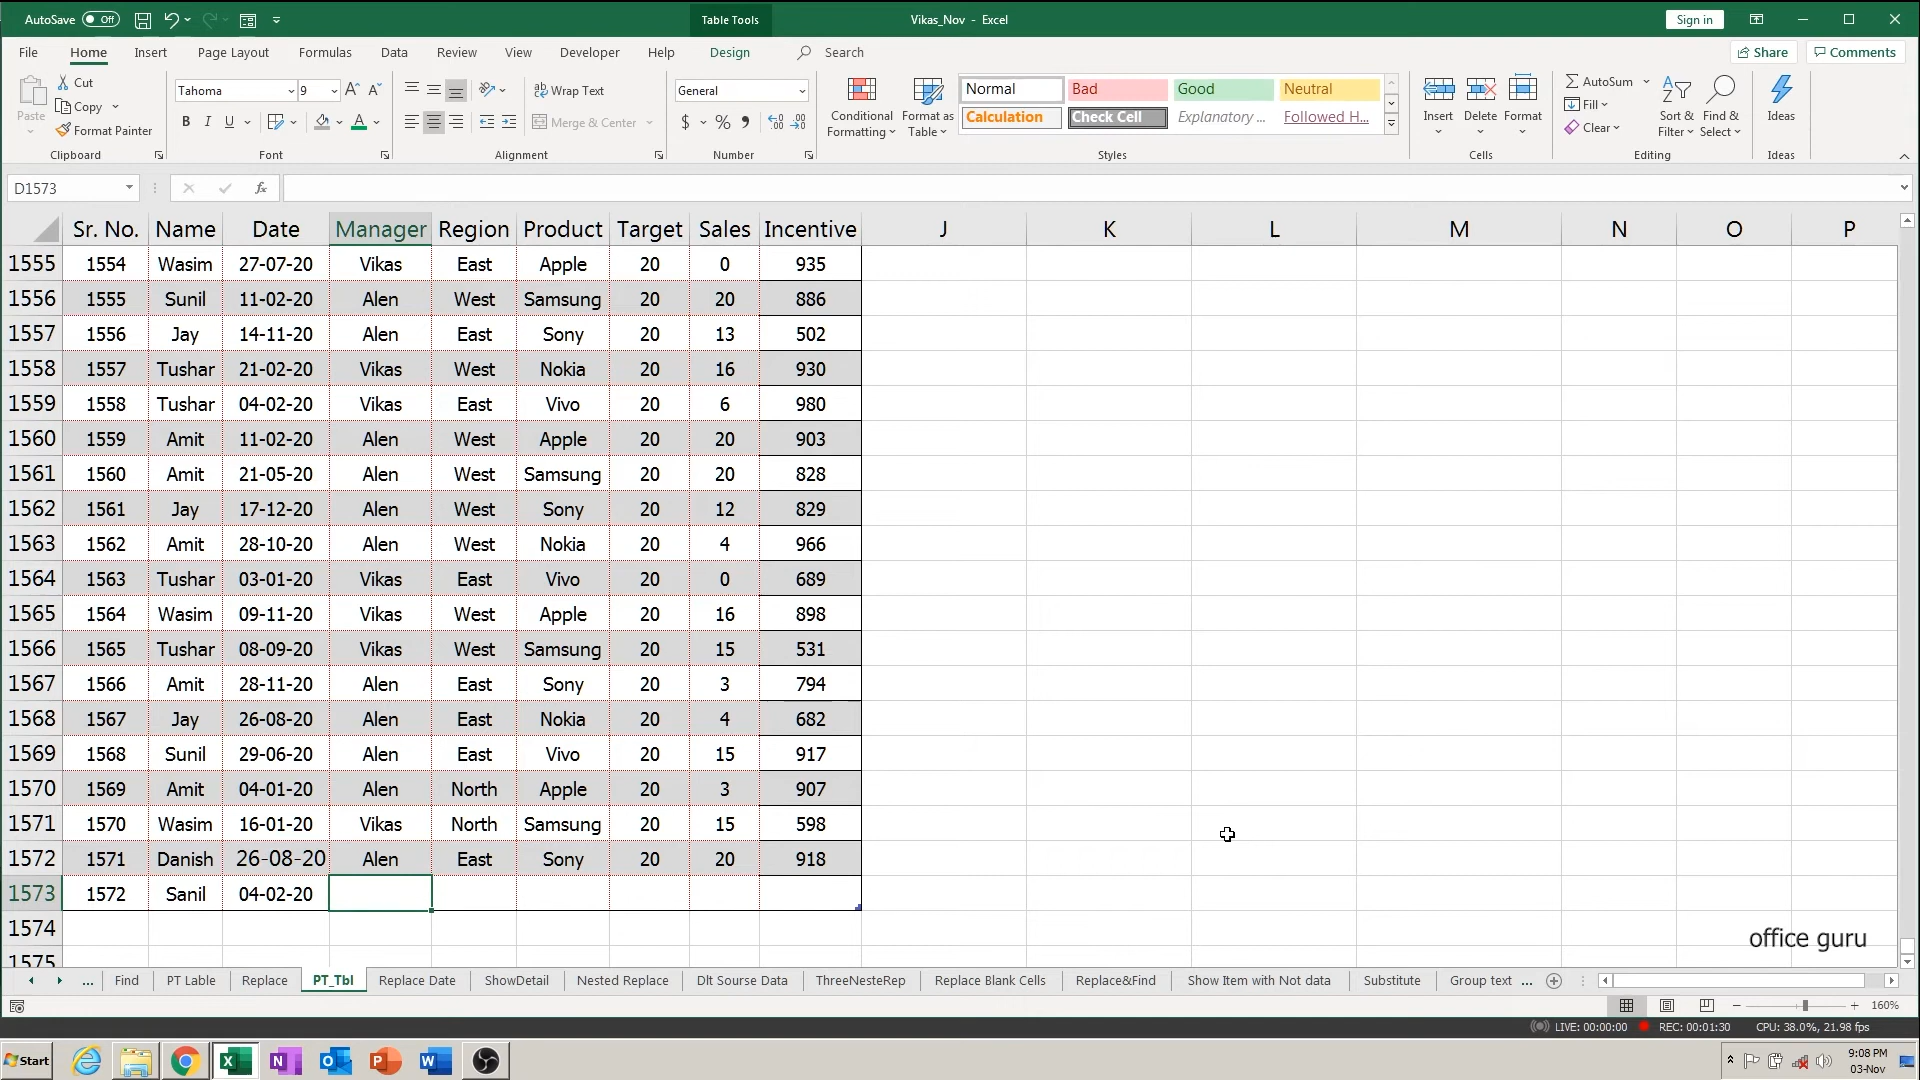 AutoSave Off Table Tools Vikas_Nov - Excel Sign in
File Home Insert Page Layout Formulas Data Review View Developer Help Design Search Share Comments
Paste Cut Copy Format Painter
Tahoma 9 A A B I U A
Wrap Text Merge & Center
General $ % ,
Conditional Formatting Format as Table
Normal Bad Good Neutral
Calculation Check Cell Explanatory ... Followed H...
Insert Delete Format
AutoSum Fill Clear Sort & Filter Find & Select Ideas
Clipboard Font Alignment Number Styles Cells Editing Ideas
D1573 fx
Sr. No. Name Date Manager Region Product Target Sales Incentive J K L M N O P
1555 1554 Wasim 27-07-20 Vikas East Apple 20 0 935
1556 1555 Sunil 11-02-20 Alen West Samsung 20 20 886
1557 1556 Jay 14-11-20 Alen East Sony 20 13 502
1558 1557 Tushar 21-02-20 Vikas West Nokia 20 16 930
1559 1558 Tushar 04-02-20 Vikas East Vivo 20 6 980
1560 1559 Amit 11-02-20 Alen West Apple 20 20 903
1561 1560 Amit 21-05-20 Alen West Samsung 20 20 828
1562 1561 Jay 17-12-20 Alen West Sony 20 12 829
1563 1562 Amit 28-10-20 Alen West Nokia 20 4 966
1564 1563 Tushar 03-01-20 Vikas East Vivo 20 0 689
1565 1564 Wasim 09-11-20 Vikas West Apple 20 16 898
1566 1565 Tushar 08-09-20 Vikas West Samsung 20 15 531
1567 1566 Amit 28-11-20 Alen East Sony 20 3 794
1568 1567 Jay 26-08-20 Alen East Nokia 20 4 682
1569 1568 Sunil 29-06-20 Alen East Vivo 20 15 917
1570 1569 Amit 04-01-20 Alen North Apple 20 3 907
1571 1570 Wasim 16-01-20 Vikas North Samsung 20 15 598
1572 1571 Danish 26-08-20 Alen East Sony 20 20 918
1573 1572 Sanil 04-02-20
1574
office guru
1575
... Find PT Lable Replace PT_Tbl Replace Date ShowDetail Nested Replace Dlt Sourse Data ThreeNesteRep Replace Blank Cells Replace&Find Show Item with Not data Substitute Group text ...
160%
LIVE: 00:00:00 REC: 00:01:30 CPU: 38.0%, 21.98 fps
Start 9:08 PM
03-Nov